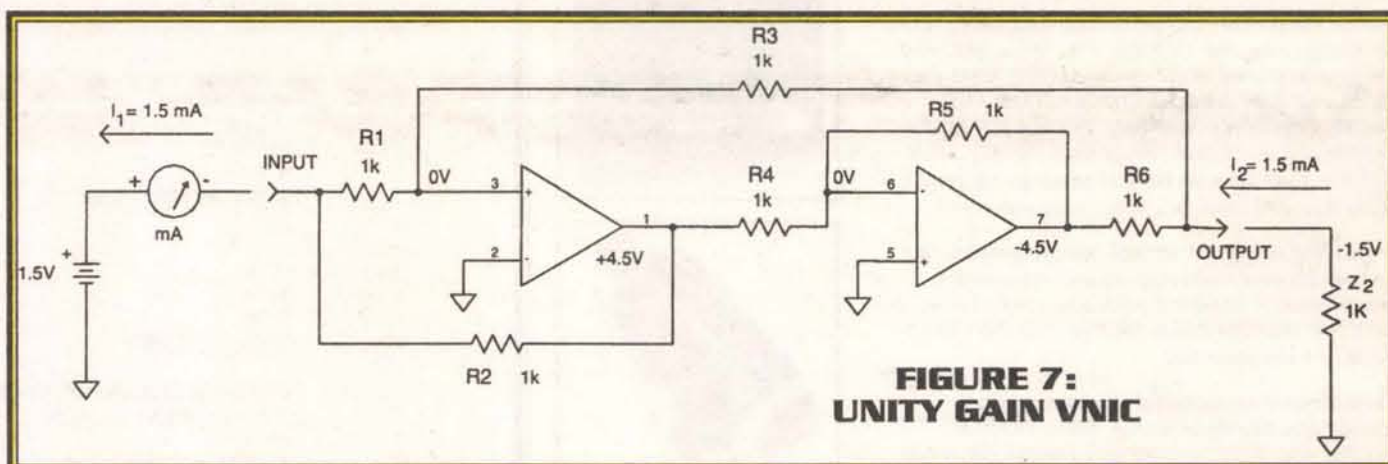 R3
1k
I1= 1.5 mA
R5 1k
INPUT
R1
1k
I2= 1.5 mA
+
-
0V
3
+
R4
1k
0V
6
-
R6
1k
mA
1
7
1.5V
+
2
-
+4.5V
5
+
-4.5V
OUTPUT
-1.5V
Z2
1K
R2 1k
FIGURE 7:
UNITY GAIN VNIC